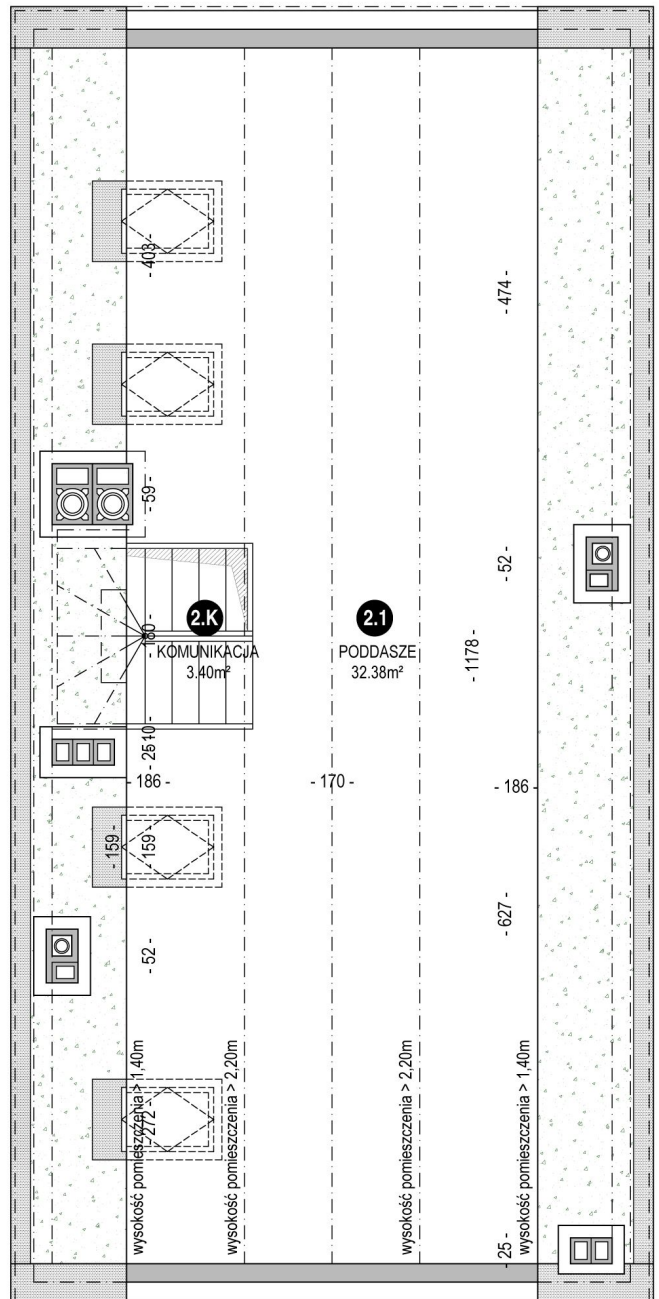 - 403 -
- 474 -
- 59 -
- 52 -
2.K
KOMUNIKACJA
3.40m²
2.1
PODDASZE
32.38m²
- 180 -
- 1178 -
- 2510 -
- 186 -
- 170 -
- 186 -
- 159 -
- 159 -
- 627 -
- 52 -
- 272 -
wysokość pomieszczenia > 1,40m
wysokość pomieszczenia > 2,20m
wysokość pomieszczenia > 2,20m
wysokość pomieszczenia > 1,40m
- 25 -